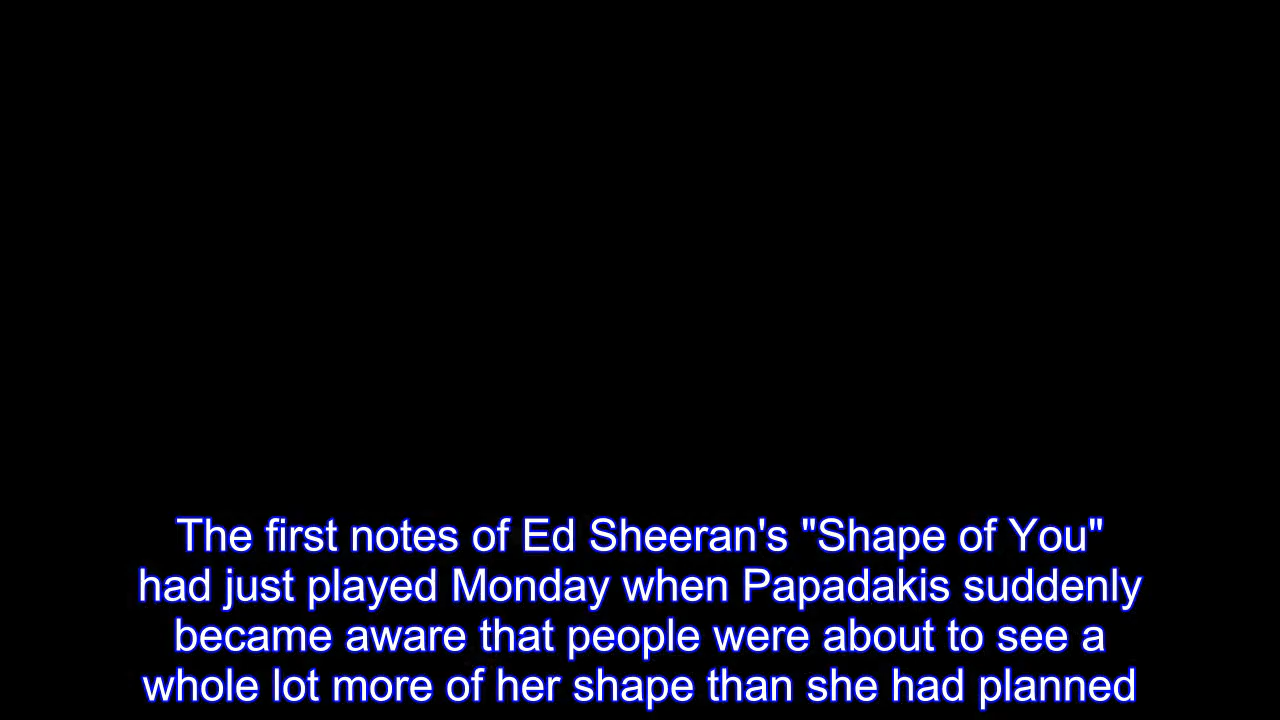 The first notes of Ed Sheeran's "Shape of You"
had just played Monday when Papadakis suddenly
became aware that people were about to see a
whole lot more of her shape than she had planned